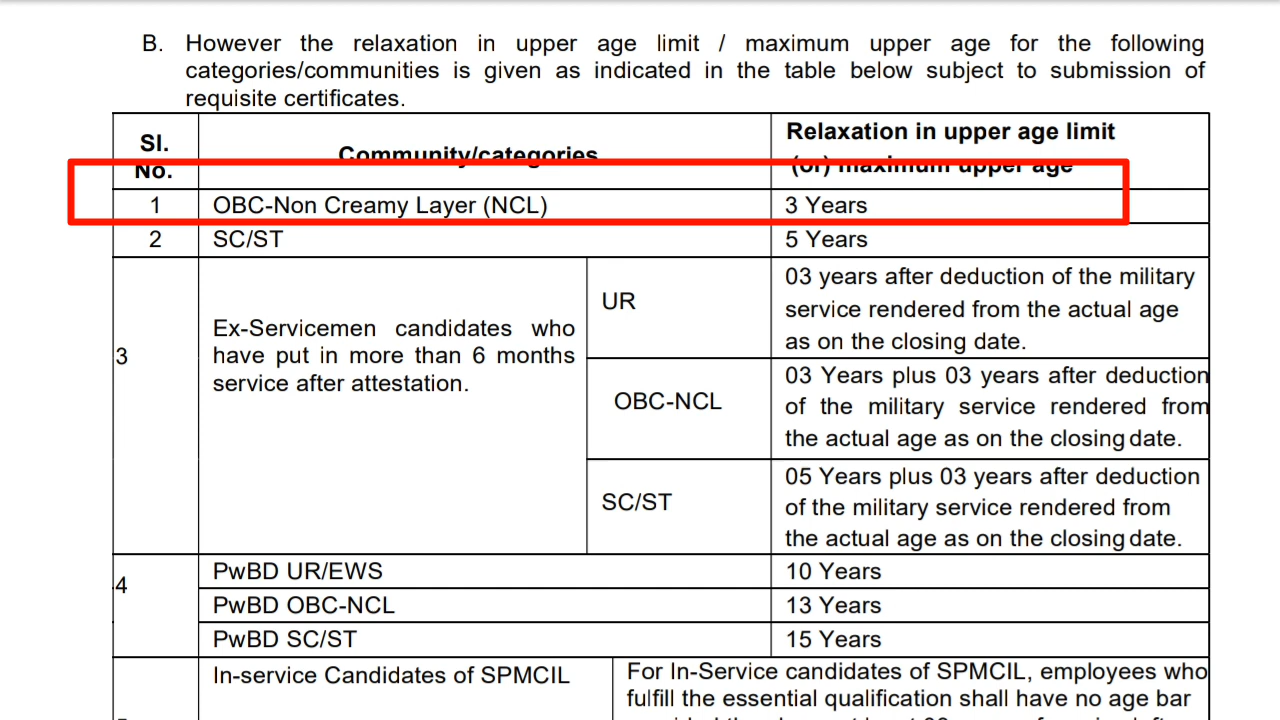 B. However the relaxation in upper age limit / maximum upper age for the following
categories/communities is given as indicated in the table below subject to submission of
requisite certificates.
Sl.
No.
Community/categories
Relaxation in upper age limit
(or) maximum upper age
1 OBC-Non Creamy Layer (NCL) 3 Years
2 SC/ST 5 Years
3
Ex-Servicemen candidates who
have put in more than 6 months
service after attestation.
UR
03 years after deduction of the military
service rendered from the actual age
as on the closing date.
OBC-NCL
03 Years plus 03 years after deduction
of the military service rendered from
the actual age as on the closing date.
SC/ST
05 Years plus 03 years after deduction
of the military service rendered from
the actual age as on the closing date.
4
PwBD UR/EWS 10 Years
PwBD OBC-NCL 13 Years
PwBD SC/ST 15 Years
In-service Candidates of SPMCIL
For In-Service candidates of SPMCIL, employees who
fulfill the essential qualification shall have no age bar